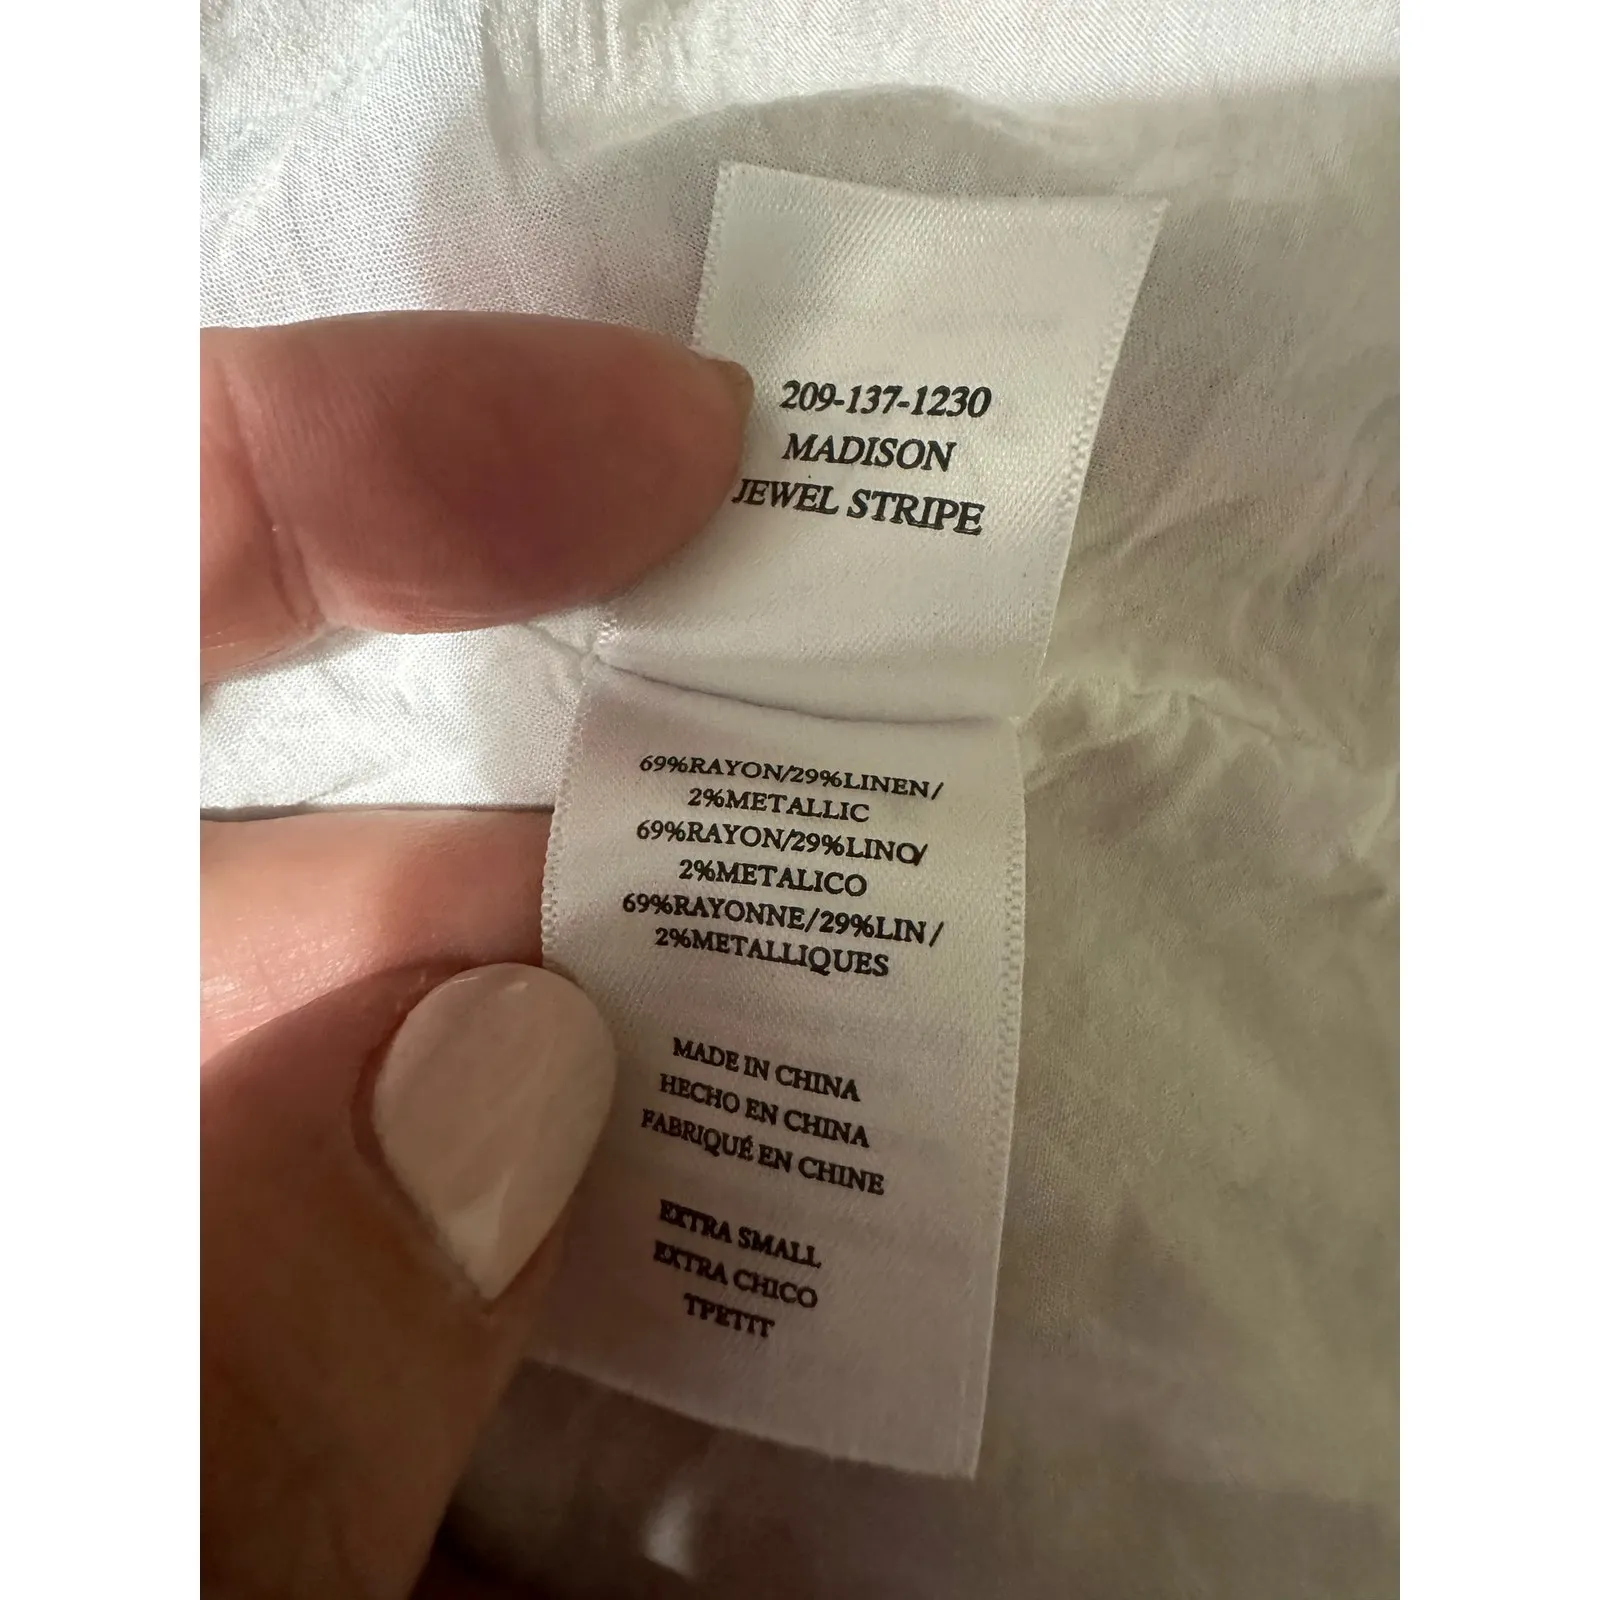 209-137-1230
MADISON
JEWEL STRIPE
69%RAYON/29%LINEN/
2%METALLIC
69%RAYON/29%LINO/
2%METALICO
69%RAYONNE/29%LIN/
2%METALLIQUES
MADE IN CHINA
HECHO EN CHINA
FABRIQUÉ EN CHINE
EXTRA SMALL
EXTRA CHICO
TPETIT